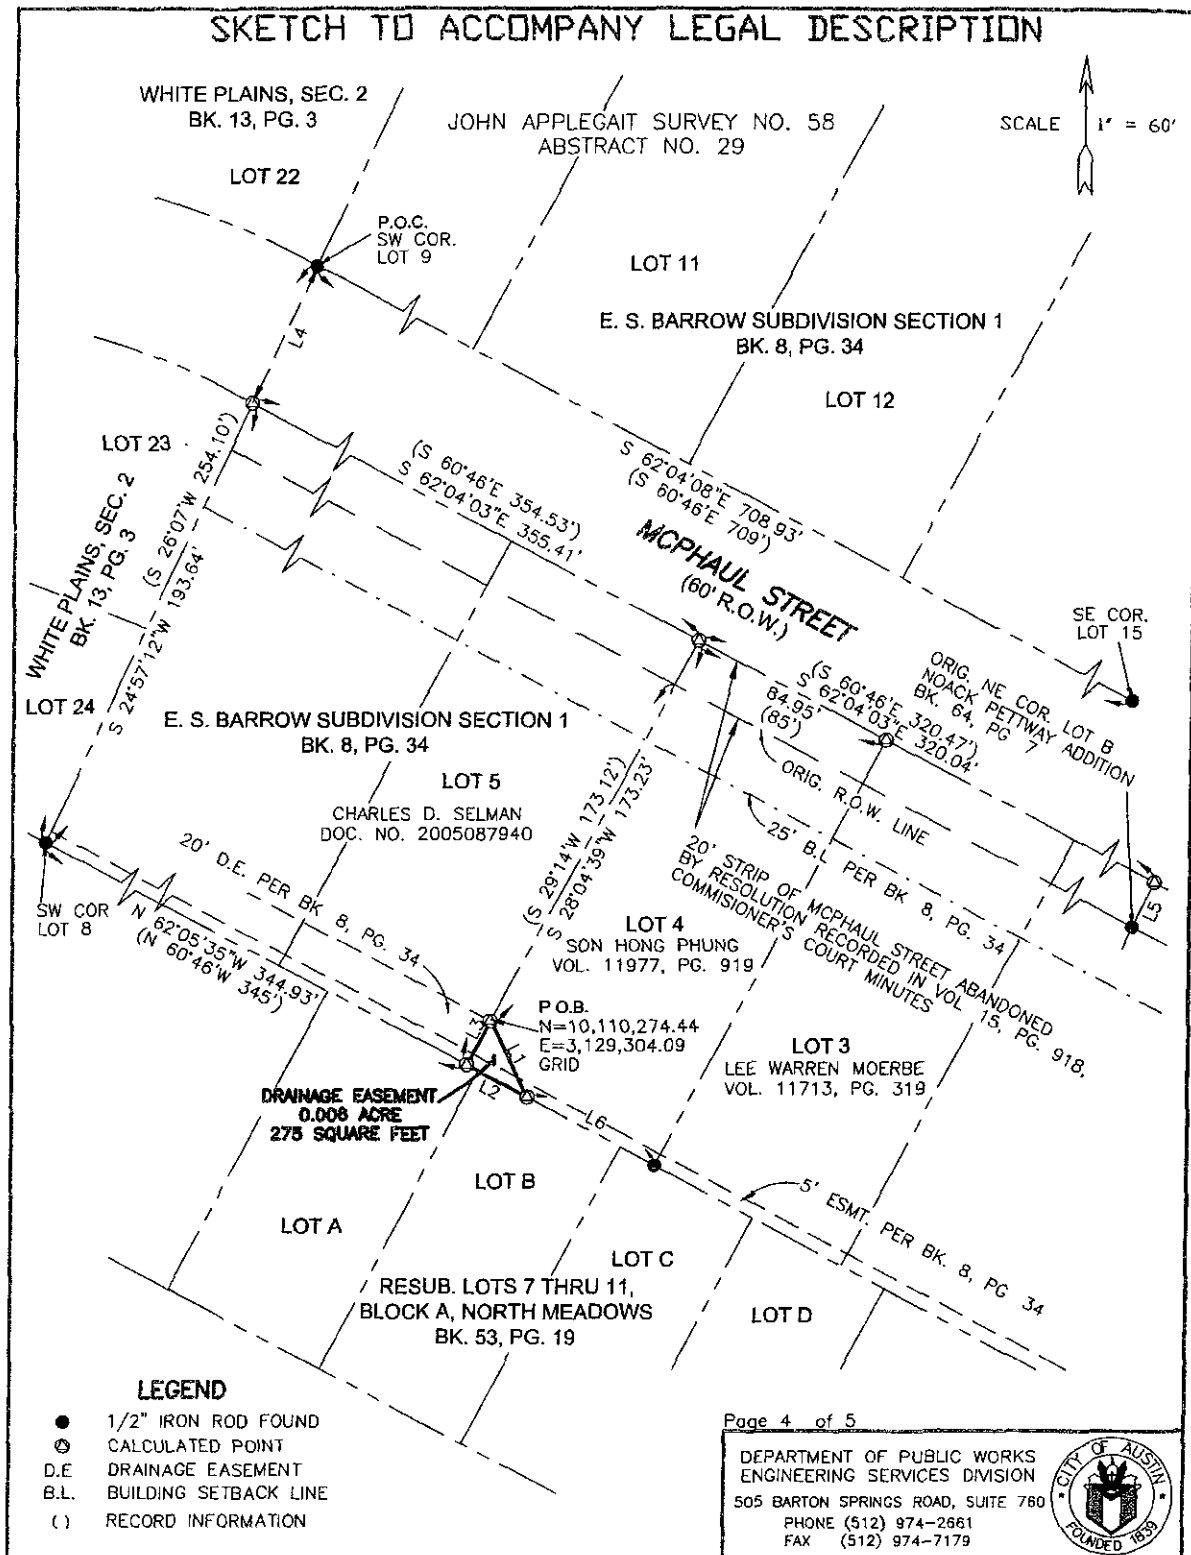 SKETCH TO ACCOMPANY LEGAL DESCRIPTION
WHITE PLAINS, SEC. 2
BK. 13, PG. 3
LOT 22
JOHN APPLEGAIT SURVEY NO. 58
ABSTRACT NO. 29
SCALE 1" = 60'
P.O.C.
SW COR.
LOT 9
LOT 11
E. S. BARROW SUBDIVISION SECTION 1
BK. 8, PG. 34
LOT 12
L4
LOT 23
WHITE PLAINS, SEC. 2
BK. 13, PG. 3
(S 26°07'W 254.10')
S 24°57'12"W 193.64'
(S 60°46'E 354.53')
S 62°04'03"E 355.41'
S 62°04'08"E 708.93'
(S 60°46'E 709')
MCPHAUL STREET
(60' R.O.W.)
SE COR.
LOT 15
ORIG. NE COR. LOT B
NOACK PETTWAY ADDITION
BK. 64, PG 7
(S 60°46'E 320.47')
S 62°04'03"E 320.04'
84.95'
(85')
ORIG. R.O.W. LINE
25' B.L PER BK 8, PG. 34
L5
20' STRIP OF MCPHAUL STREET ABANDONED
BY RESOLUTION RECORDED IN VOL 15, PG. 918,
COMMISIONER'S COURT MINUTES
LOT 24
E. S. BARROW SUBDIVISION SECTION 1
BK. 8, PG. 34
LOT 5
CHARLES D. SELMAN
DOC. NO. 2005087940
(S 29°14'W 173.12')
S 28°04'39"W 173.23'
20' D.E. PER BK 8, PG. 34
SW COR
LOT 8
N 62°05'35"W 344.93'
(N 60°46'W 345')
LOT 4
SON HONG PHUNG
VOL. 11977, PG. 919
P O.B.
N=10,110,274.44
E=3,129,304.09
GRID
L3
L1
L2
L6
LOT 3
LEE WARREN MOERBE
VOL. 11713, PG. 319
DRAINAGE EASEMENT
0.006 ACRE
275 SQUARE FEET
5' ESMT. PER BK. 8, PG 34
LOT B
LOT A
LOT C
LOT D
RESUB. LOTS 7 THRU 11,
BLOCK A, NORTH MEADOWS
BK. 53, PG. 19
LEGEND
1/2" IRON ROD FOUND
CALCULATED POINT
D.E DRAINAGE EASEMENT
B.L. BUILDING SETBACK LINE
( ) RECORD INFORMATION
Page 4 of 5
DEPARTMENT OF PUBLIC WORKS
ENGINEERING SERVICES DIVISION
505 BARTON SPRINGS ROAD, SUITE 760
PHONE (512) 974-2661
FAX (512) 974-7179
CITY OF AUSTIN
FOUNDED 1839